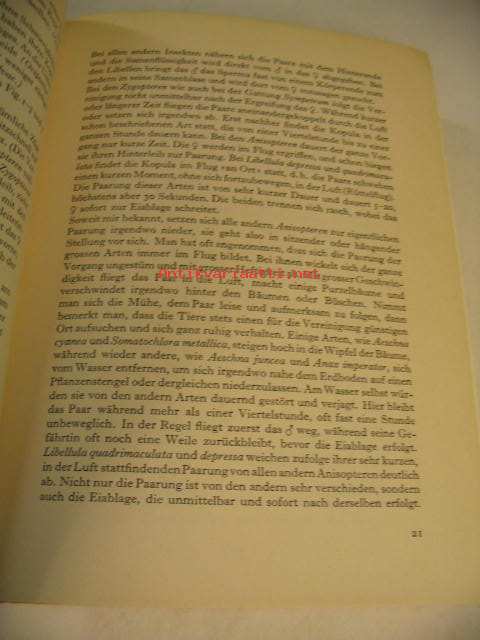 Bei allen andern Insekten nähern sich die Paare mit dem Hinterende
und die Samenflüssigkeit wird direkt vom ♂ in das ♀ abgegeben. Bei
den Libellen bringt das ♂ das Sperma fast von einem Körperende zum
in seine Samenblase und wird dort vom ♀
Bei den Zygopteren wie auch bei der Gattung Sympetrum folgt die Ver-
einigung nicht unmittelbar nach der Ergreifung des ♀. Während kurzer
oder längerer Zeit fliegen die Paare aneinandergekoppelt durch die Luft
oder setzen sich irgendwo ab. Erst nachher findet die Kopula in der
schon beschriebenen Art statt, die von einer Viertelstunde bis zu einer
ganzen Stunde dauern kann. Bei den Anisopteren dauert der ganze Vor-
gang nur kurze Zeit. Die ♀ werden im Flug ergriffen, und schon biegen
sie ihren Hinterleib zur Paarung. Bei Libellula depressa und quadrimacu-
lata findet die Kopula im Flug «an Ort» statt, d. h. die Paare schweben
einen kurzen Moment, ohne sich fortzubewegen, in der Luft (Rüttelflug).
Die Paarung dieser Arten ist von sehr kurzer Dauer und dauert 5–20,
höchstens aber 30 Sekunden. Die beiden trennen sich rasch, wobei das
♀ sofort zur Eiablage schreitet.
Soweit mir bekannt, setzen sich alle andern Anisopteren zur eigentlichen
Paarung irgendwo nieder, sie geht also in sitzender oder hängender
Stellung vor sich. Man hat oft angenommen, dass sich die Paarung der
grossen Arten immer im Flug bildet. Bei ihnen wickelt sich der ganze
Vorgang ungestüm und mit grosser Heftigkeit ab. In grosser Geschwin-
digkeit fliegt das Paar in die Luft, macht einige Purzelbäume und
verschwindet irgendwo hinter den Bäumen oder Büschen. Nimmt
man sich die Mühe, dem Paar leise und aufmerksam zu folgen, dann
bemerkt man, dass die Tiere stets einen für die Vereinigung günstigen
Ort aufsuchen und sich ganz ruhig verhalten. Einige Arten, wie Aeschna
cyanea und Somatochlora metallica, steigen hoch in die Wipfel der Bäume,
während wieder andere, wie Aeschna juncea und Anax imperator, sich
vom Wasser entfernen, um sich irgendwo nahe dem Erdboden auf einen
Pflanzenstengel oder dergleichen niederzulassen. Am Wasser selbst wür-
den sie von den andern Arten dauernd gestört und verjagt. Hier bleibt
das Paar während mehr als einer Viertelstunde, oft fast eine Stunde
unbeweglich. In der Regel fliegt zuerst das ♂ weg, während seine Ge-
fährtin oft noch eine Weile zurückbleibt, bevor die Eiablage erfolgt.
Libellula quadrimaculata und depressa weichen zufolge ihrer sehr kurzen,
in der Luft stattfindenden Paarung von allen andern Anisopteren deutlich
ab. Nicht nur die Paarung ist von den andern sehr verschieden, sondern
auch die Eiablage, die unmittelbar und sofort nach derselben erfolgt.
21